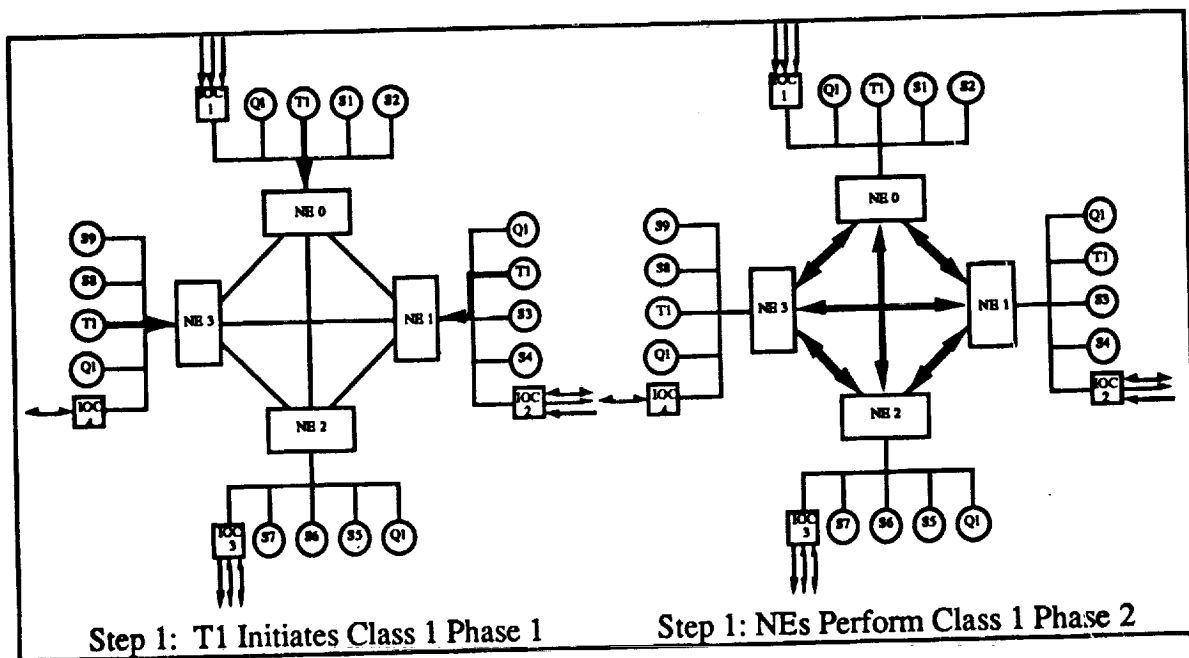 IOC
1
Q1
T1
S1
S2
NE 0
S9
S8
T1
Q1
IOC
NE 3
NE 1
Q1
T1
S3
S4
IOC
2
NE 2
IOC
3
S7
S6
S5
Q1
Step 1: T1 Initiates Class 1 Phase 1
IOC
1
Q1
T1
S1
S2
NE 0
S9
S8
T1
Q1
IOC
NE 3
NE 1
Q1
T1
S3
S4
IOC
2
NE 2
IOC
3
S7
S6
S5
Q1
Step 1: NEs Perform Class 1 Phase 2